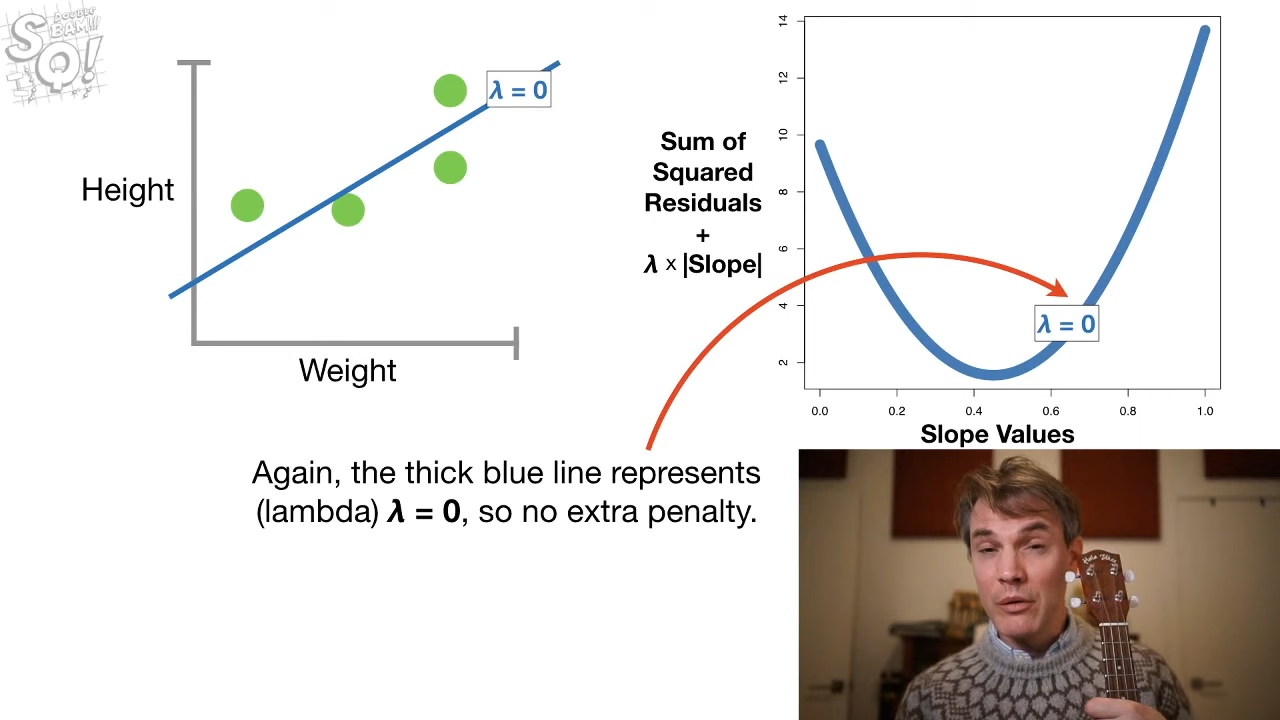 S
DOUBLE
BAM!!!
Q!
Height
Weight
λ = 0
Sum of
Squared
Residuals
+
λ x |Slope|
14
12
10
8
6
4
2
λ = 0
0.0 0.2 0.4 0.6 0.8 1.0
Slope Values
Again, the thick blue line represents
(lambda) λ = 0, so no extra penalty.